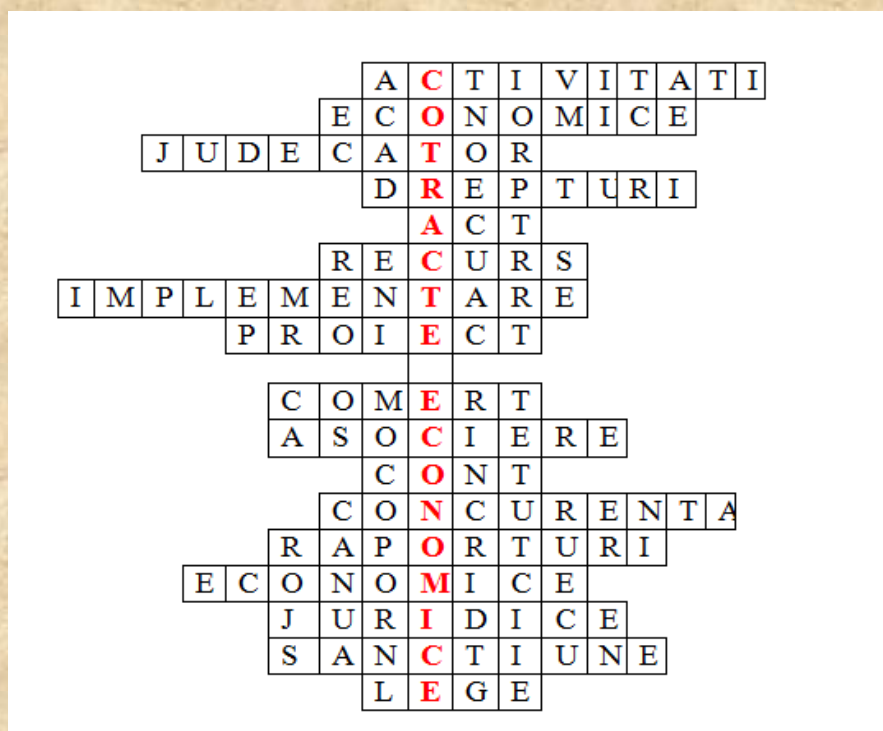 ACTIVITATI
ECONOMICE
JUDECATOR
DREPTURI
ACT
RECURS
IMPLEMENTARE
PROIECT
COMERT
ASOCIERE
CONT
CONCURENTA
RAPORTURI
ECONOMICE
JURIDICE
SANCTIUNE
LEGE